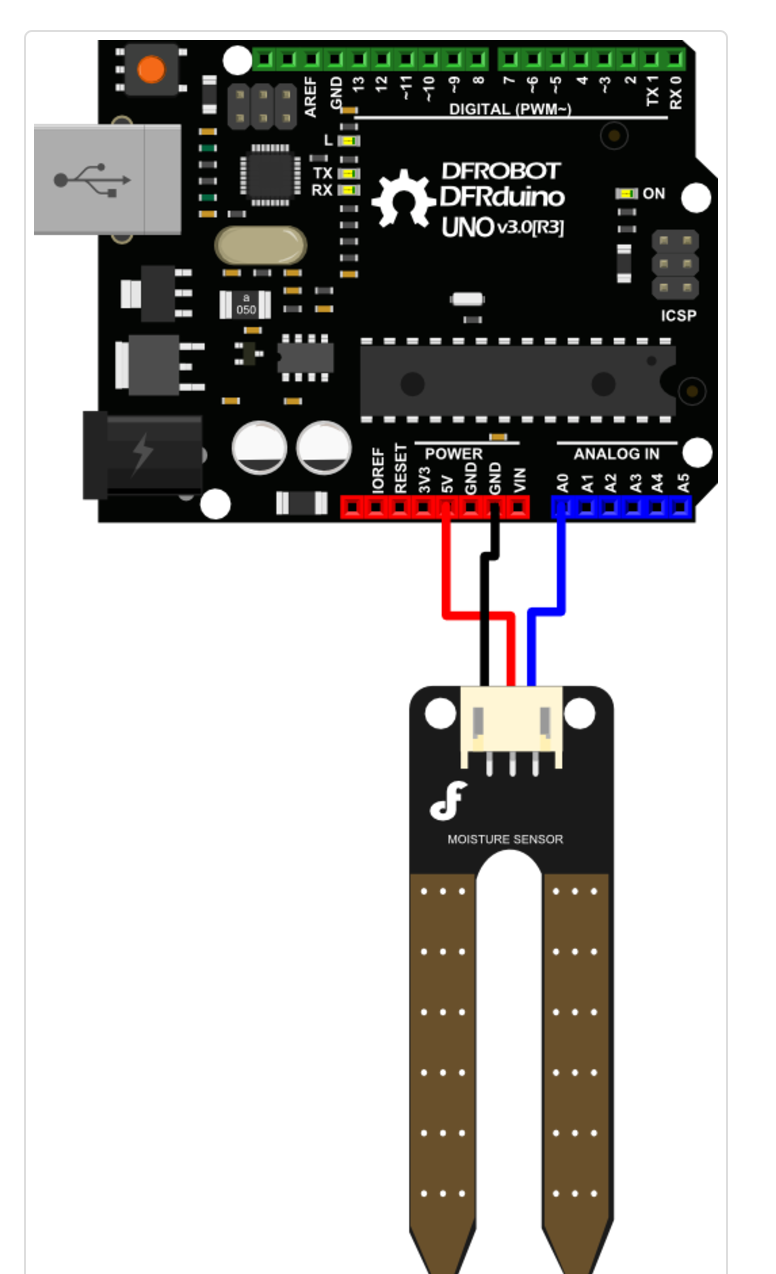 AREF
GND
13
12
~11
~10
~9
8
7
~6
~5
4
~3
2
TX 1
RX 0
DIGITAL (PWM~)
L
TX
RX
DFROBOT
DFRduino
UNO v3.0[R3]
ON
a
050
ICSP
POWER
ANALOG IN
IOREF
RESET
3V3
5V
GND
GND
VIN
A0
A1
A2
A3
A4
A5
MOISTURE SENSOR